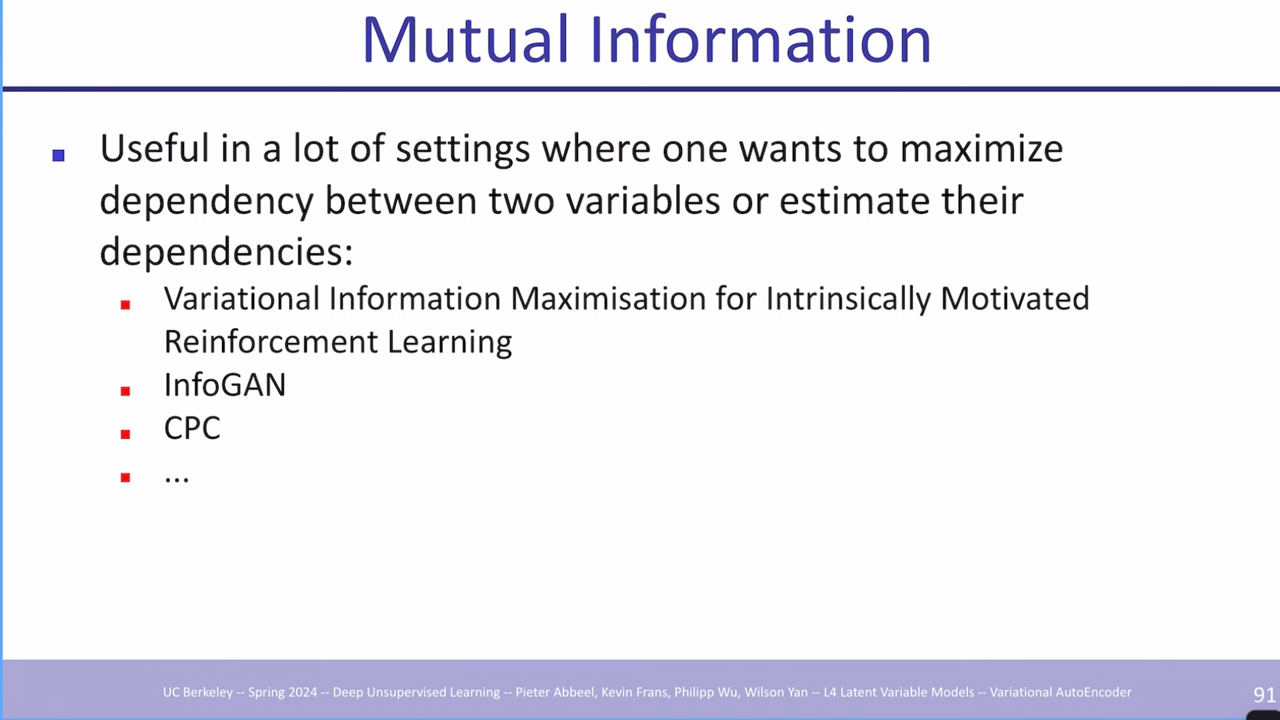 Mutual Information
Useful in a lot of settings where one wants to maximize
dependency between two variables or estimate their
dependencies:
Variational Information Maximisation for Intrinsically Motivated
Reinforcement Learning
InfoGAN
CPC
...
UC Berkeley -- Spring 2024 -- Deep Unsupervised Learning -- Pieter Abbeel, Kevin Frans, Philipp Wu, Wilson Yan -- L4 Latent Variable Models -- Variational AutoEncoder
91